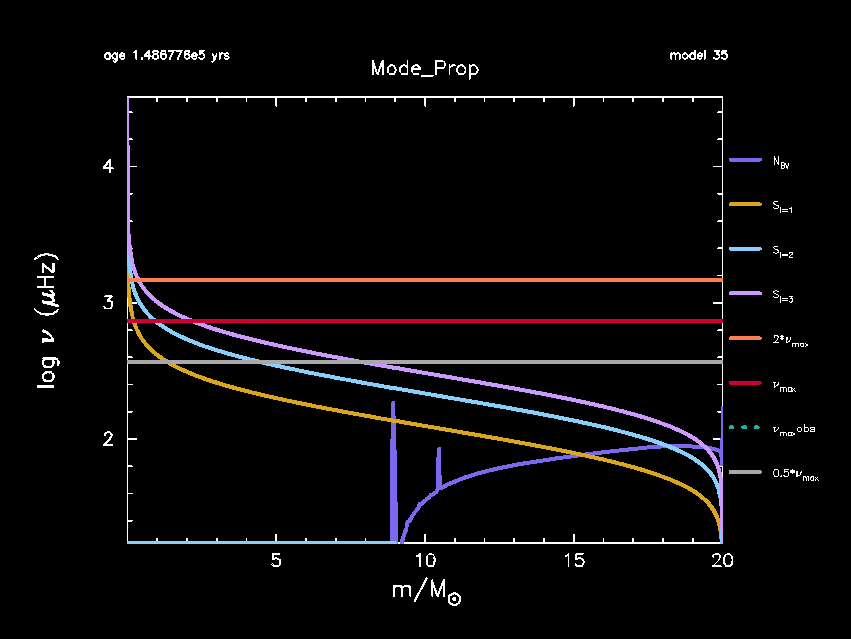 age 1.486776e5 yrs
model 35
Mode_Prop
log ν (μHz)
4
3
2
5
10
15
20
m/M☉
N_BV
S_l=1
S_l=2
S_l=3
2*ν_max
ν_max
ν_max obs
0.5*ν_max